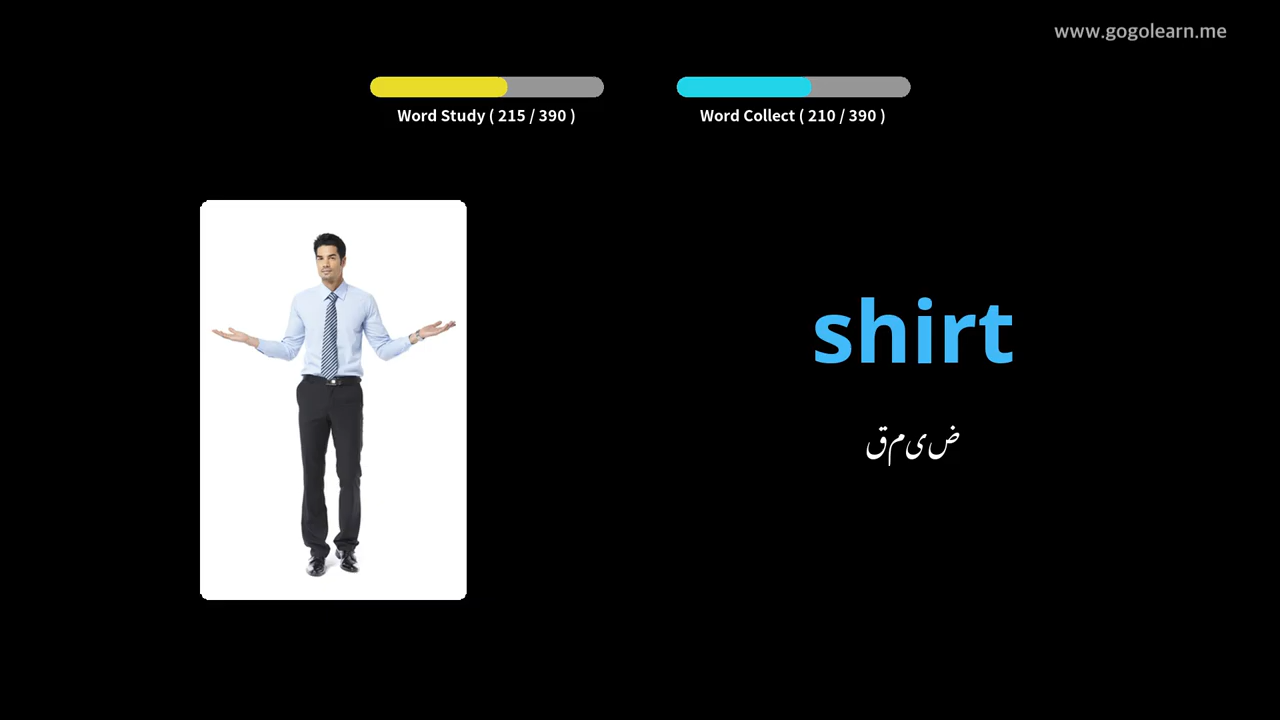 www.gogolearn.me
Word Study ( 215 / 390 )
Word Collect ( 210 / 390 )
shirt
ض ی م ق